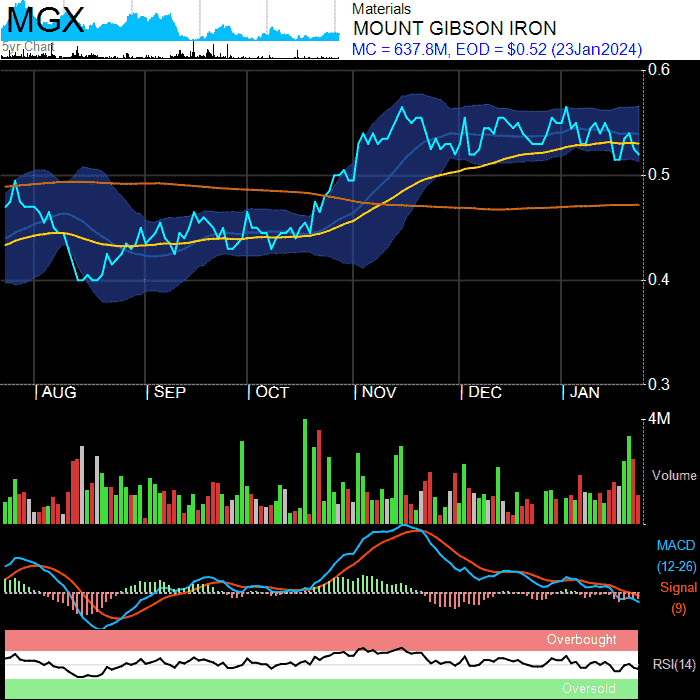 MGX
5yr Chart
Materials
MOUNT GIBSON IRON
MC = 637.8M, EOD = $0.52 (23Jan2024)
0.6
0.5
0.4
0.3
AUG SEP OCT NOV DEC JAN
4M
Volume
MACD
(12-26)
Signal
(9)
Overbought
RSI(14)
Oversold